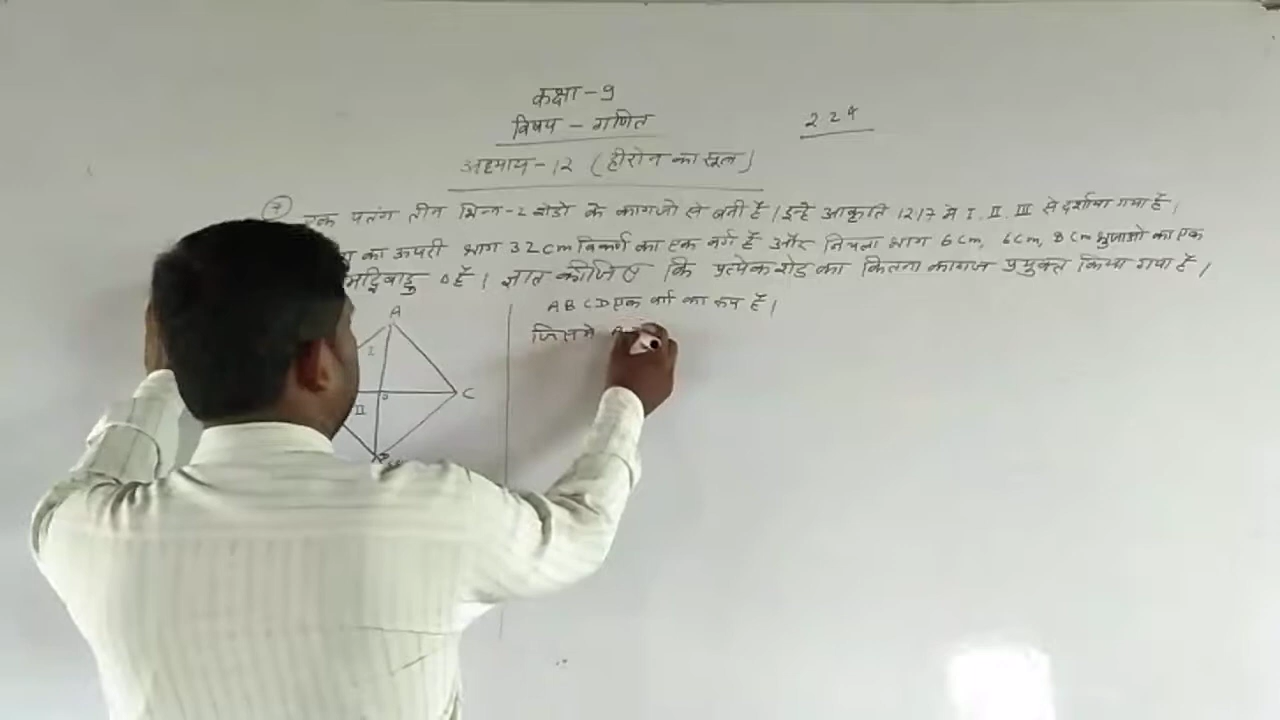 कक्षा - 9
विषय - गणित
224
अध्याय - 12 (हीरोन का सूत्र)
7
एक पतंग तीन भिन्न-2 शेडो के कागजो से बनी है। इन्हे आकृति 12.17 मे I, II, III से दर्शाया गया है।
का ऊपरी भाग 32 cm विकर्ण का एक वर्ग है और निचला भाग 6 cm, 6 cm, 8 cm भुजाओ का एक
मद्विबाहु Δ है। ज्ञात कीजिए कि प्रत्येक शेड का कितना कागज प्रयुक्त किया गया है।
ABCD एक वर्ग का रूप है।
जिसमे
A
I
C
II